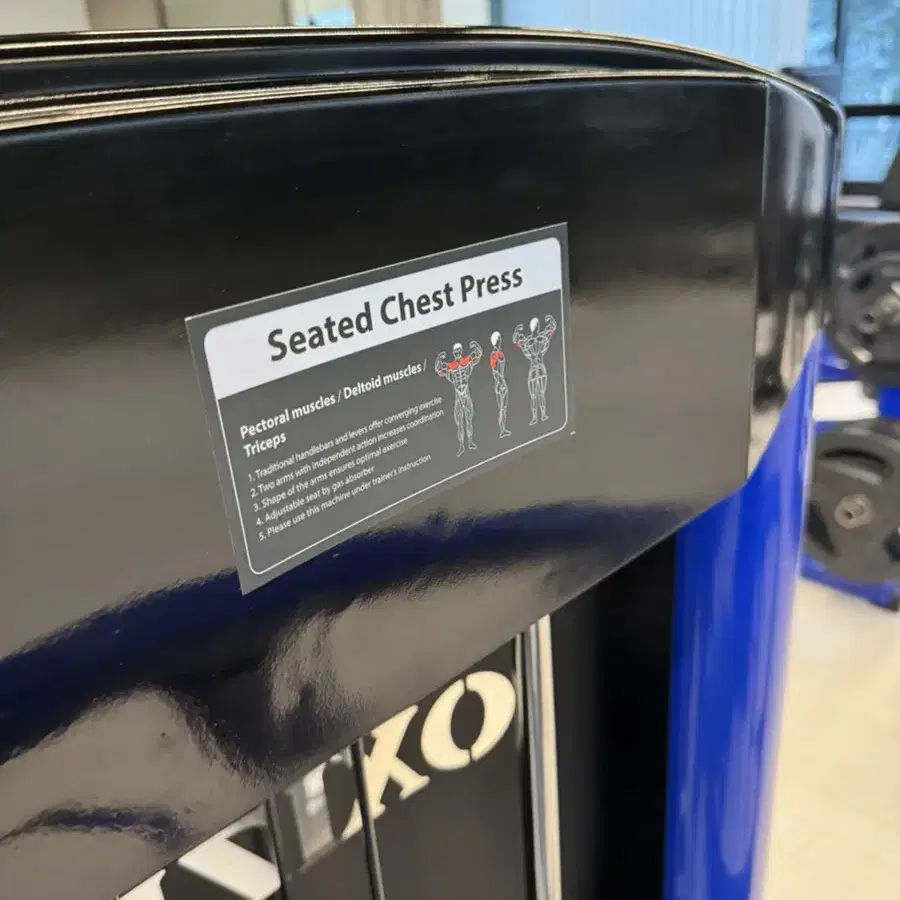 Seated Chest Press
Pectoral muscles / Deltoid muscles /
Triceps
1. Traditional handlebars and levers offer converging exercise
2. Two arms with independent action increases coordination
3. Shape of the arms ensures optimal exercise
4. Adjustable seat by gas absorber
5. Please use this machine under trainer's instruction